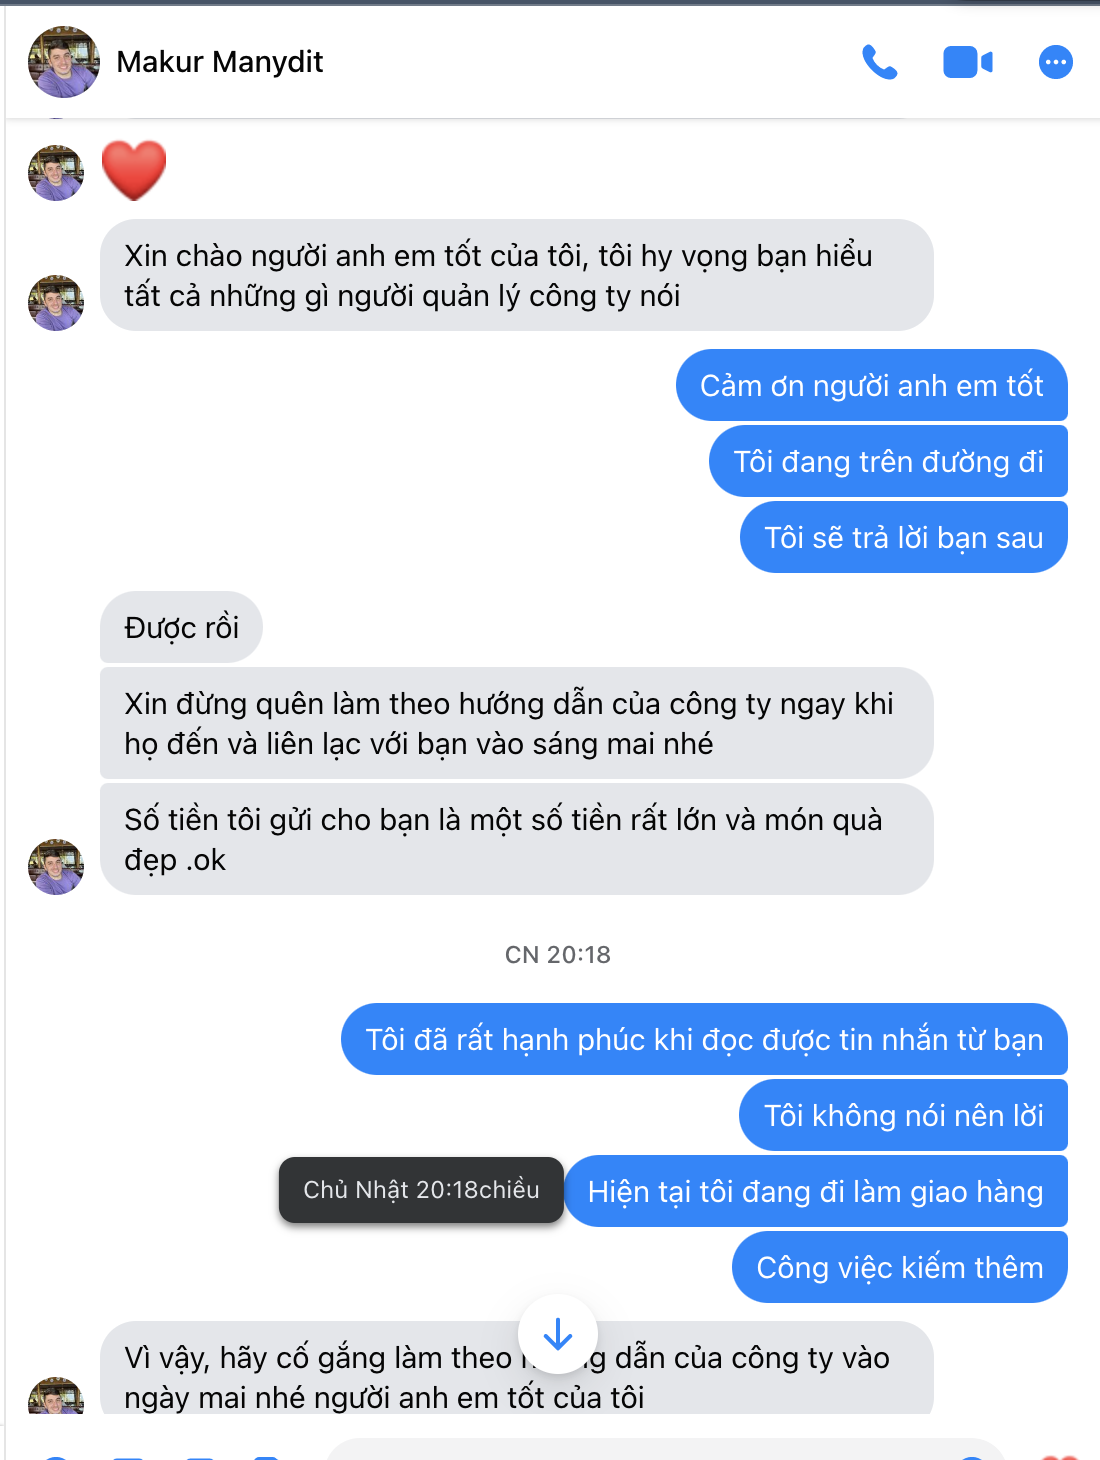 Makur Manydit
Xin chào người anh em tốt của tôi, tôi hy vọng bạn hiểu
tất cả những gì người quản lý công ty nói
Cảm ơn người anh em tốt
Tôi đang trên đường đi
Tôi sẽ trả lời bạn sau
Được rồi
Xin đừng quên làm theo hướng dẫn của công ty ngay khi
họ đến và liên lạc với bạn vào sáng mai nhé
Số tiền tôi gửi cho bạn là một số tiền rất lớn và món quà
đẹp .ok
CN 20:18
Tôi đã rất hạnh phúc khi đọc được tin nhắn từ bạn
Tôi không nói nên lời
Chủ Nhật 20:18chiều
Hiện tại tôi đang đi làm giao hàng
Công việc kiếm thêm
Vì vậy, hãy cố gắng làm theo dẫn của công ty vào
ngày mai nhé người anh em tốt của tôi